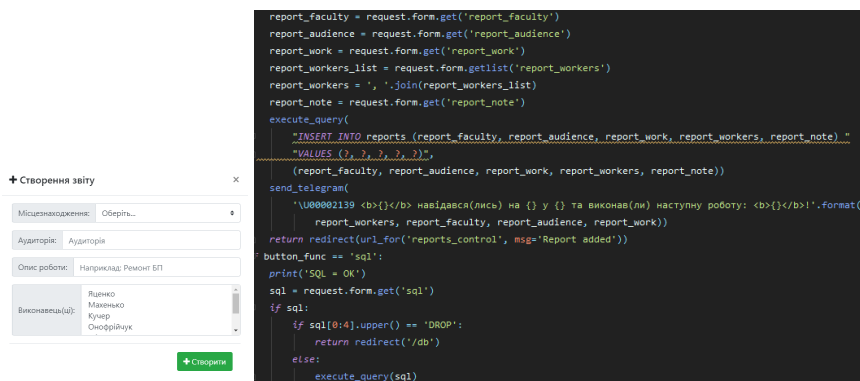 ✚ Створення звіту ×
Місцезнаходження: Оберіть...
Аудиторія: Аудиторія
Опис роботи: Наприклад: Ремонт БП
Виконавець(ці):
Яценко
Махенько
Кучер
Онофрійчук
✚ Створити
report_faculty = request.form.get('report_faculty')
report_audience = request.form.get('report_audience')
report_work = request.form.get('report_work')
report_workers_list = request.form.getlist('report_workers')
report_workers = ', '.join(report_workers_list)
report_note = request.form.get('report_note')
execute_query(
"INSERT INTO reports (report_faculty, report_audience, report_work, report_workers, report_note) "
"VALUES (?, ?, ?, ?, ?)",
(report_faculty, report_audience, report_work, report_workers, report_note))
send_telegram(
'\U00002139 <b>{}</b> навідався(лись) на {} у {} та виконав(ли) наступну роботу: <b>{}</b>!'.format(
report_workers, report_faculty, report_audience, report_work))
return redirect(url_for('reports_control', msg='Report added'))
button_func == 'sql':
print('SQL = OK')
sql = request.form.get('sql')
if sql:
if sql[0:4].upper() == 'DROP':
return redirect('/db')
else:
execute_query(sql)